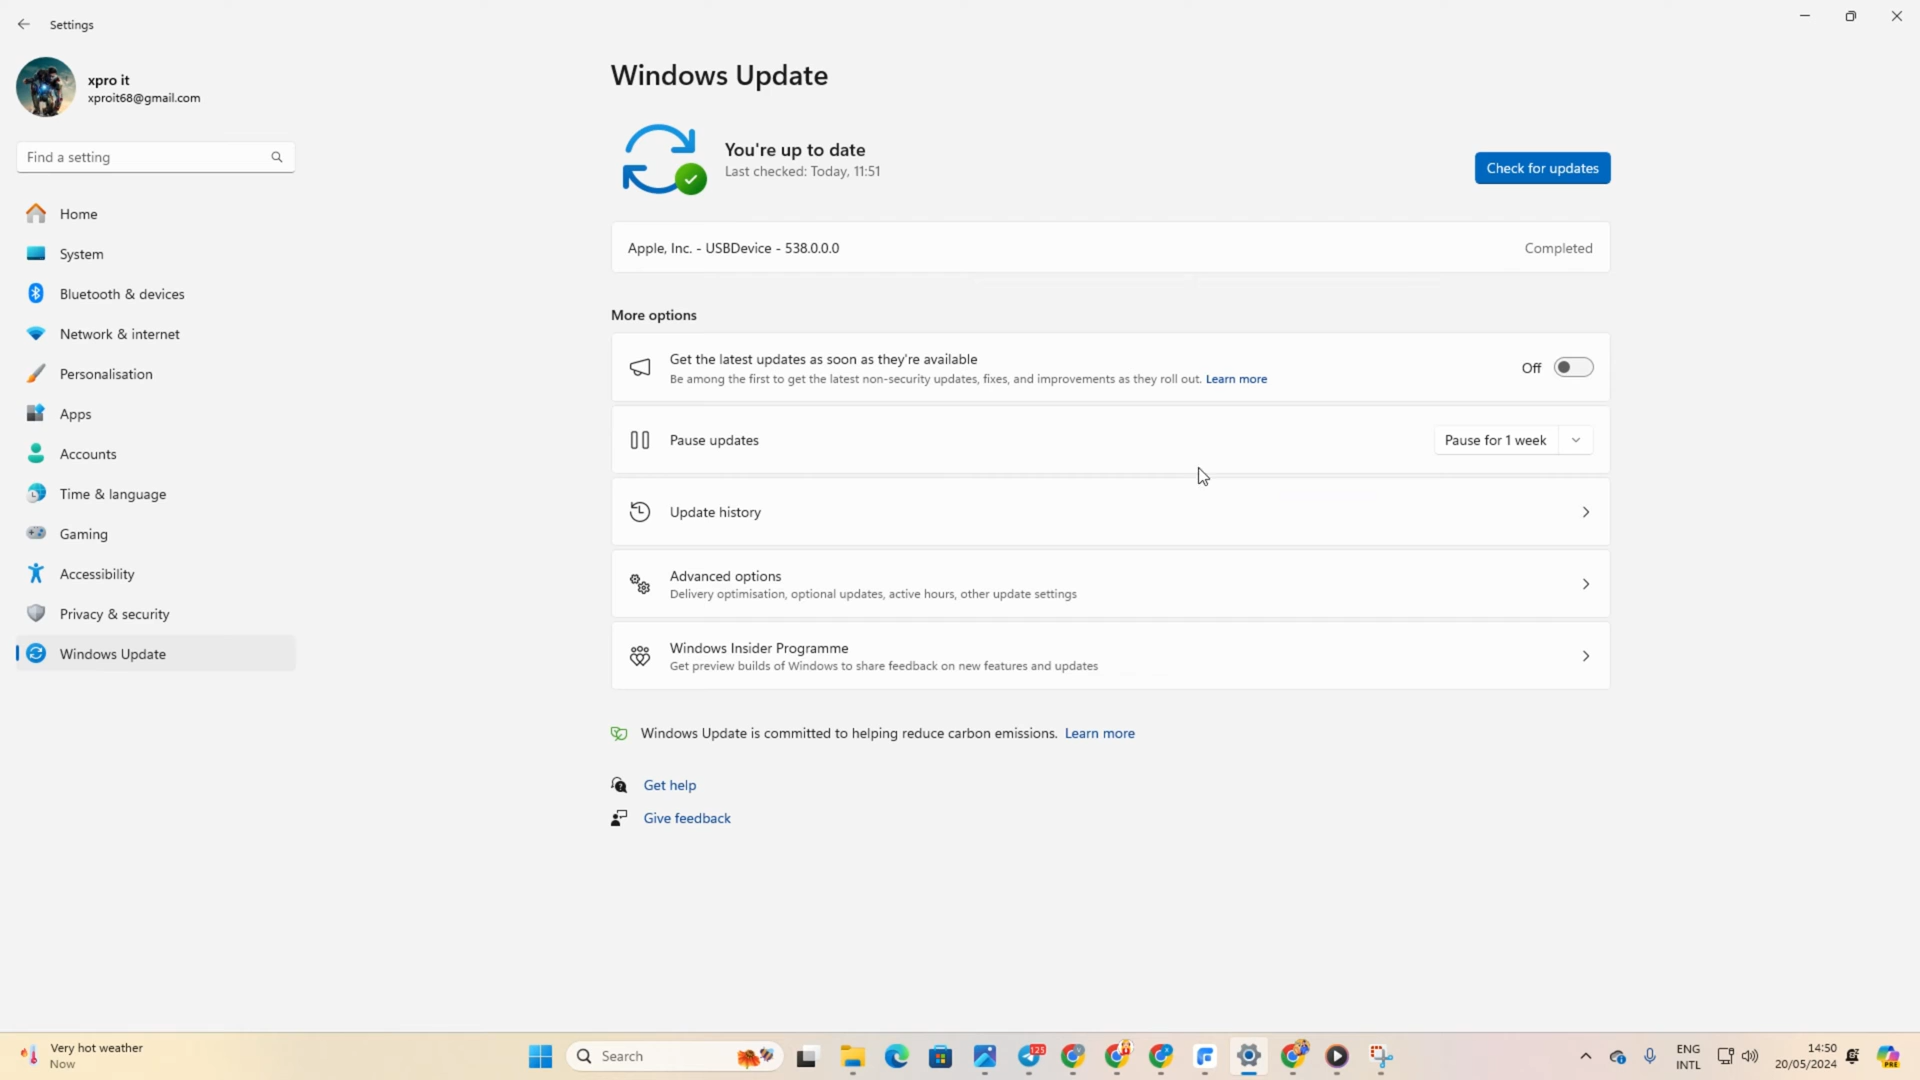 Settings
xpro it
xproit68@gmail.com
Find a setting
Home
System
Bluetooth & devices
Network & internet
Personalisation
Apps
Accounts
Time & language
Gaming
Accessibility
Privacy & security
Windows Update
Windows Update
You're up to date
Last checked: Today, 11:51
Check for updates
Apple, Inc. - USBDevice - 538.0.0.0
Completed
More options
Get the latest updates as soon as they're available
Be among the first to get the latest non-security updates, fixes, and improvements as they roll out. Learn more
Off
Pause updates
Pause for 1 week
Update history
Advanced options
Delivery optimisation, optional updates, active hours, other update settings
Windows Insider Programme
Get preview builds of Windows to share feedback on new features and updates
Windows Update is committed to helping reduce carbon emissions. Learn more
Get help
Give feedback
Very hot weather
Now
Search
125
ENG
INTL
14:50
20/05/2024
PRE